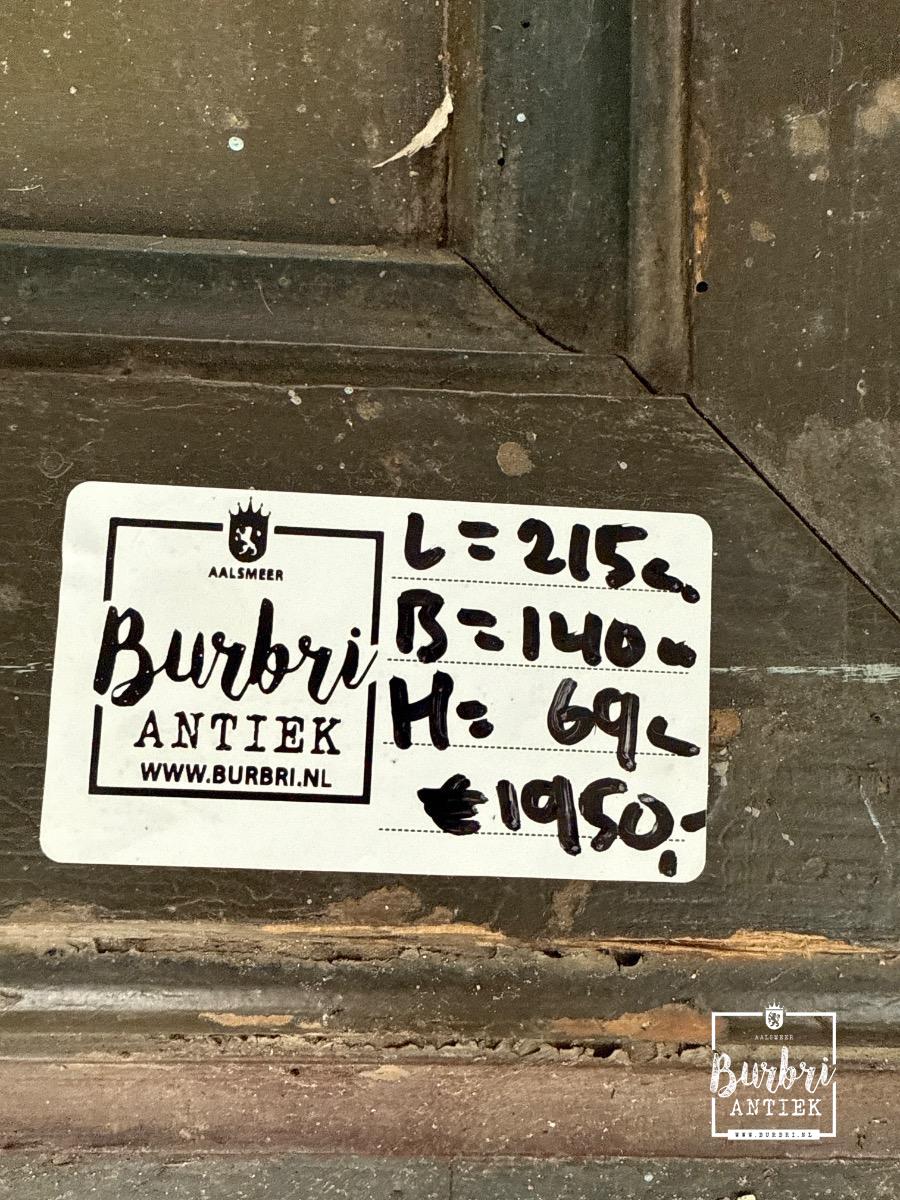 AALSMEER
Burbri
ANTIEK
WWW.BURBRI.NL
L = 215 c.
B = 140 c
H = 69 c
€ 1950,-
AALSMEER
Burbri
ANTIEK
WWW.BURBRI.NL